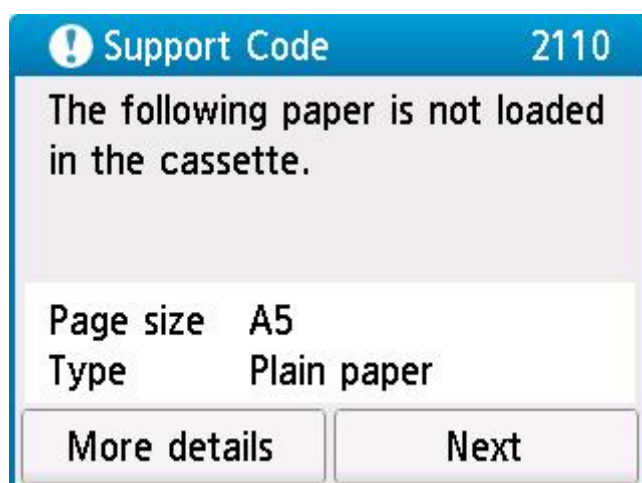 Support Code 2110
The following paper is not loaded
in the cassette.
Page size A5
Type Plain paper
More details Next